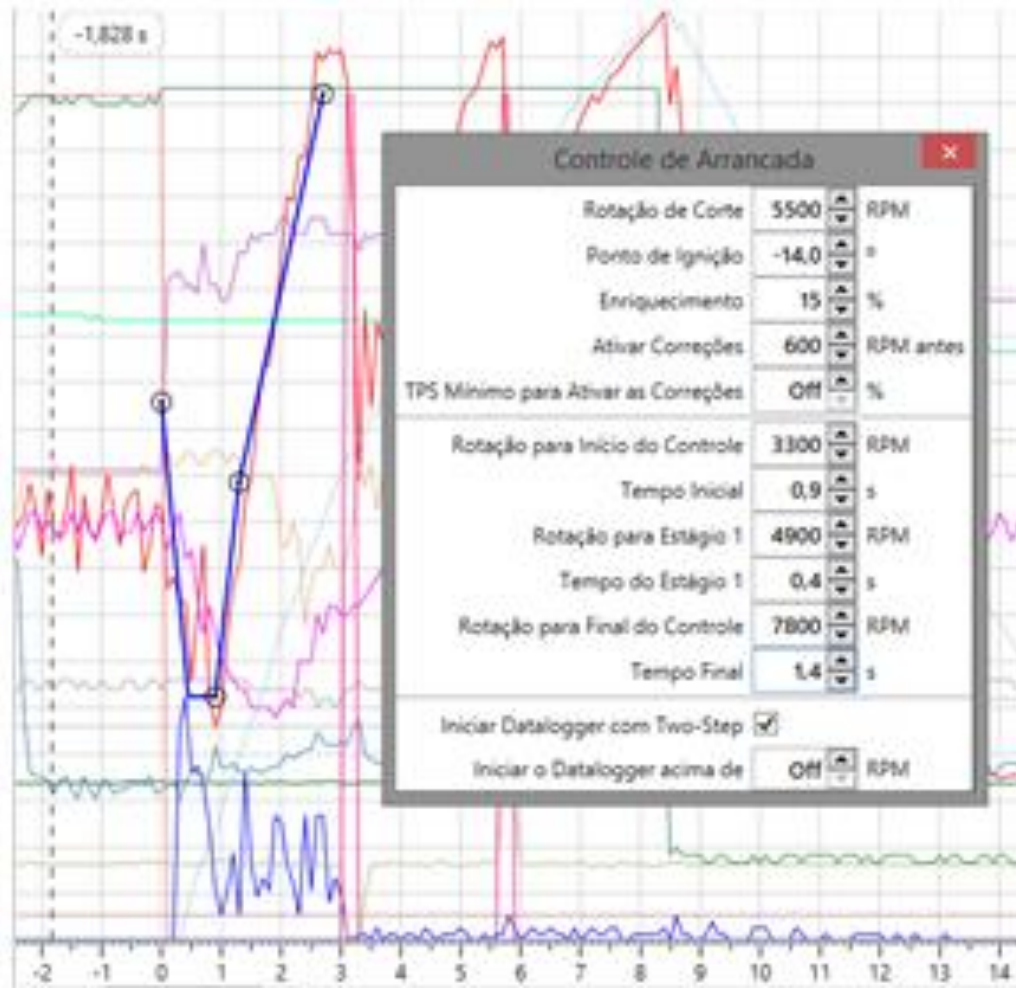 -1,828 s
Controle de Arrancada
Rotação de Corte 5500 RPM
Ponto de Ignição -14,0 °
Enriquecimento 15 %
Ativar Correções 600 RPM antes
TPS Mínimo para Ativar as Correções Off %
Rotação para Início do Controle 3300 RPM
Tempo Inicial 0,9 s
Rotação para Estágio 1 4900 RPM
Tempo do Estágio 1 0,4 s
Rotação para Final do Controle 7800 RPM
Tempo Final 1,4 s
Iniciar Datalogger com Two-Step
Iniciar o Datalogger acima de Off RPM
-2 -1 0 1 2 3 4 5 6 7 8 9 10 11 12 13 14